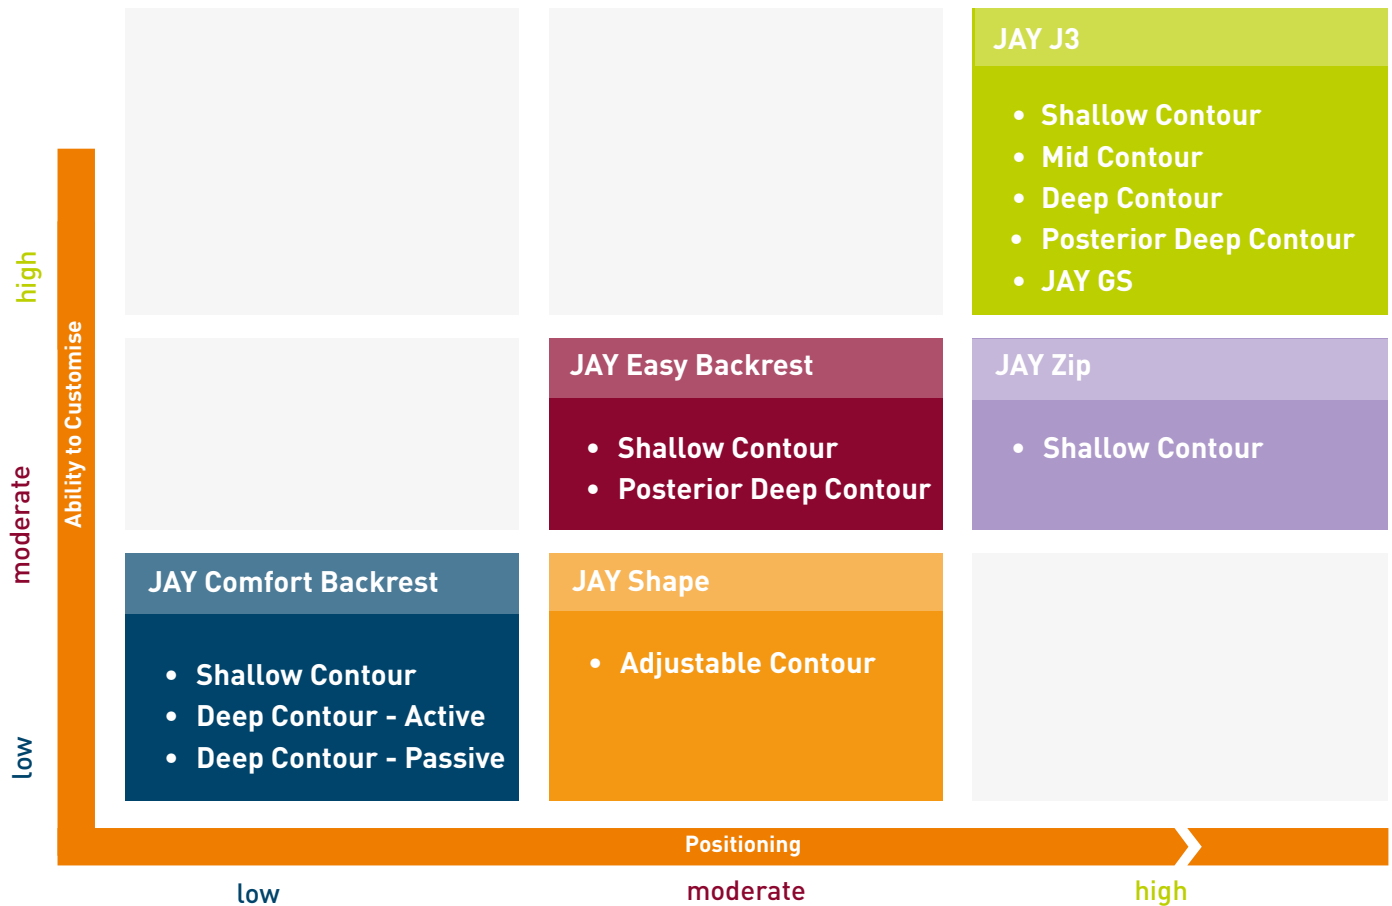 JAY J3
• Shallow Contour
• Mid Contour
• Deep Contour
• Posterior Deep Contour
• JAY GS
high
Ability to Customise
JAY Easy Backrest
• Shallow Contour
• Posterior Deep Contour
JAY Zip
• Shallow Contour
moderate
JAY Comfort Backrest
• Shallow Contour
• Deep Contour - Active
• Deep Contour - Passive
JAY Shape
• Adjustable Contour
low
Positioning
low
moderate
high